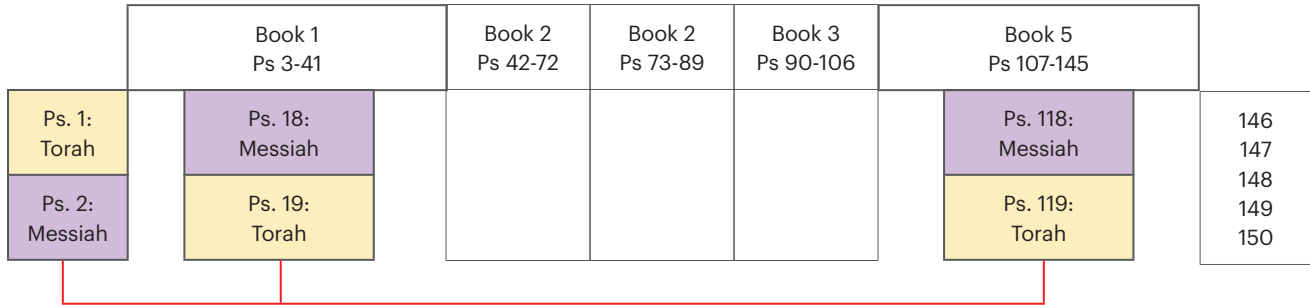 Book 1
Ps 3-41
Book 2
Ps 42-72
Book 2
Ps 73-89
Book 3
Ps 90-106
Book 5
Ps 107-145
Ps. 1:
Torah
Ps. 2:
Messiah
Ps. 18:
Messiah
Ps. 19:
Torah
Ps. 118:
Messiah
Ps. 119:
Torah
146
147
148
149
150